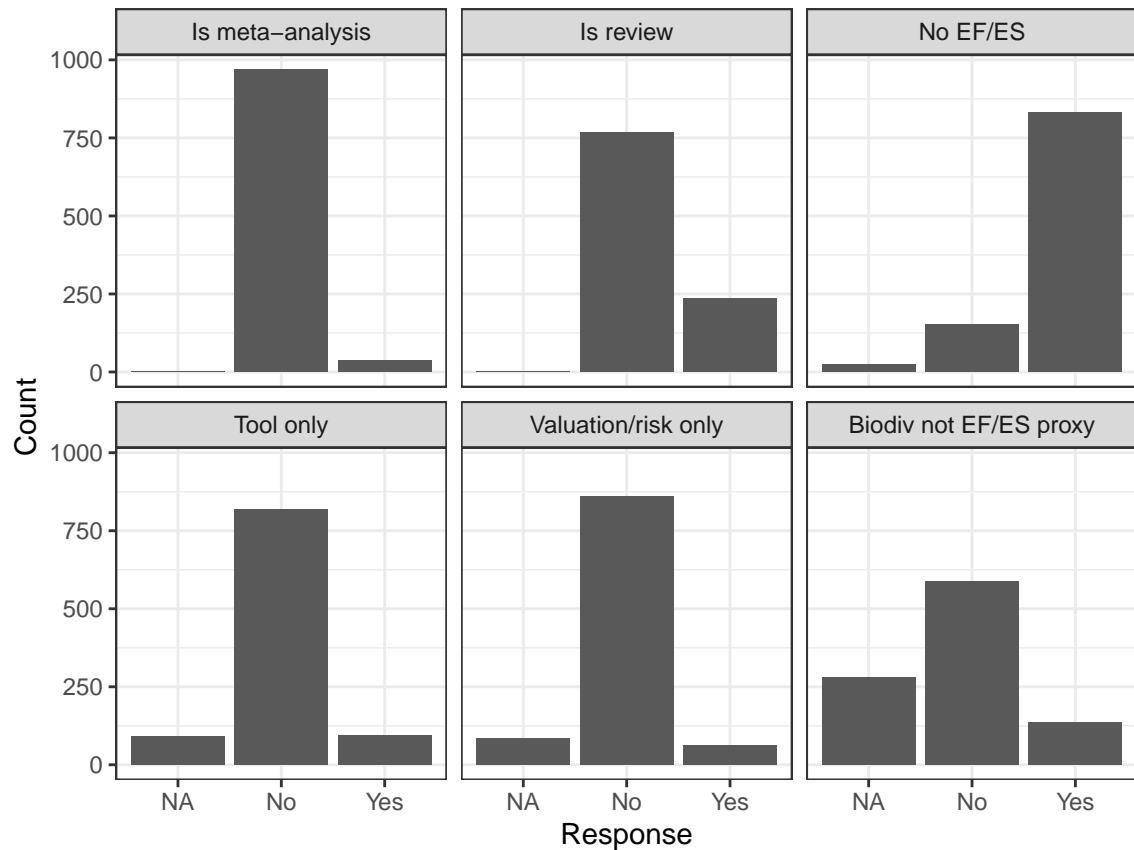 Is meta−analysis Is review No EF/ES
1000
750
500
250
0
Count
Tool only Valuation/risk only Biodiv not EF/ES proxy
1000
750
500
250
0
NA No Yes NA No Yes NA No Yes
Response